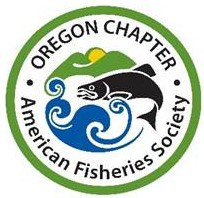 • OREGON CHAPTER •
American Fisheries Society